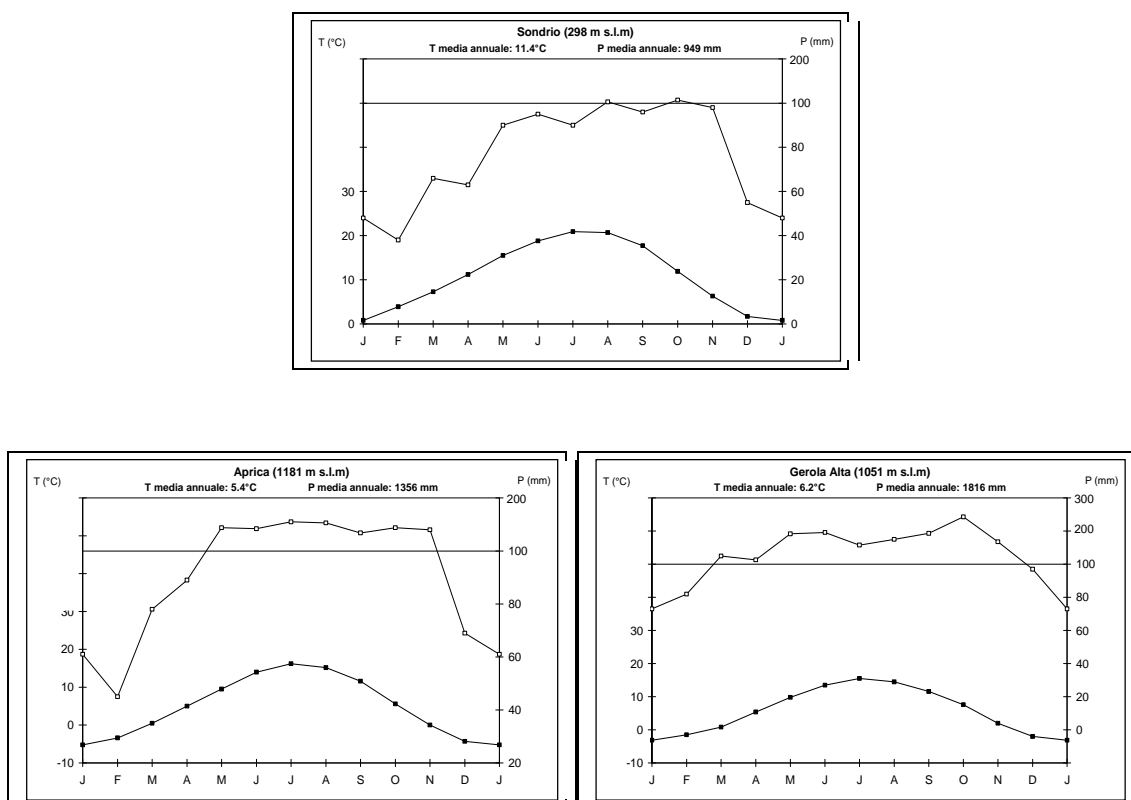 Sondrio (298 m s.l.m)
T (°C) P (mm)
T media annuale: 11.4°C P media annuale: 949 mm
200
100
80
30 60
20 40
10 20
0 0
J F M A M J J A S O N D J
Aprica (1181 m s.l.m)
T (°C) P (mm)
T media annuale: 5.4°C P media annuale: 1356 mm
200
100
30 80
20 60
10
0 40
-10 20
J F M A M J J A S O N D J
Gerola Alta (1051 m s.l.m)
T (°C) P (mm)
T media annuale: 6.2°C P media annuale: 1816 mm
300
200
100
80
30 60
20 40
10 20
0 0
-10
J F M A M J J A S O N D J